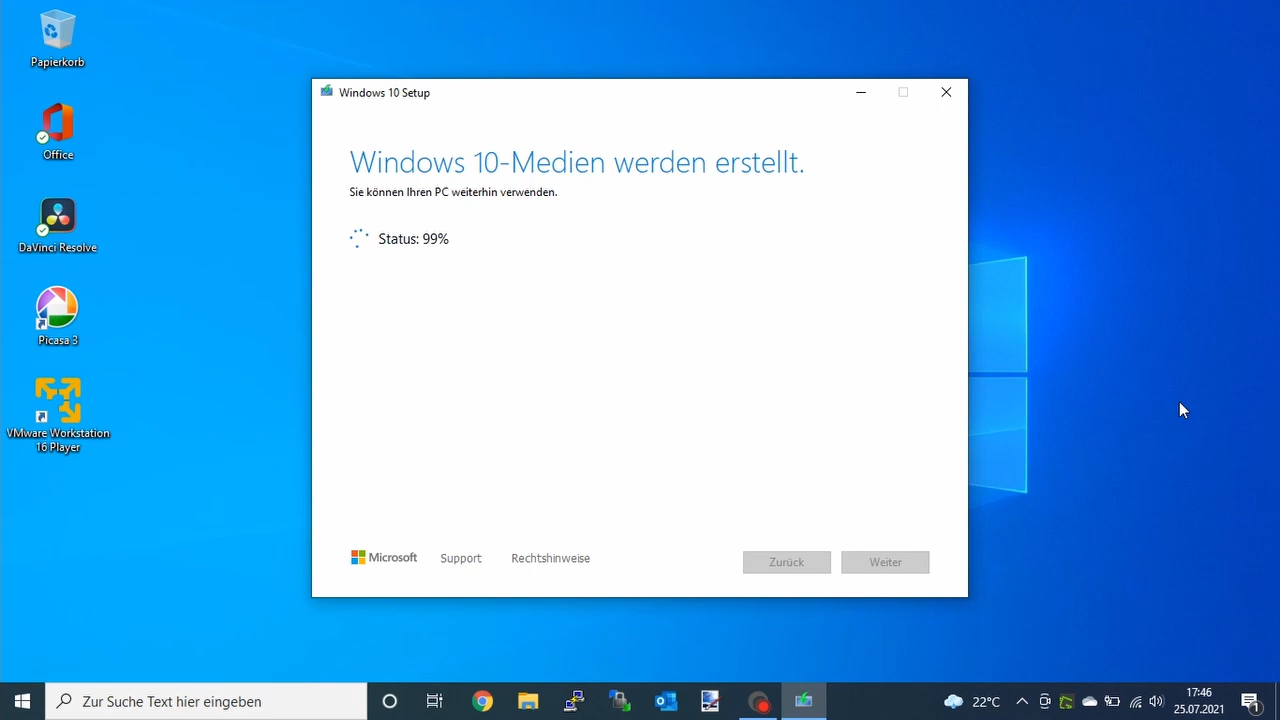 Papierkorb
Office
DaVinci Resolve
Picasa 3
VMware Workstation
16 Player
Windows 10 Setup
Windows 10-Medien werden erstellt.
Sie können Ihren PC weiterhin verwenden.
Status: 99%
Microsoft
Support
Rechtshinweise
Zurück
Weiter
Zur Suche Text hier eingeben
22°C
17:46
25.07.2021
1